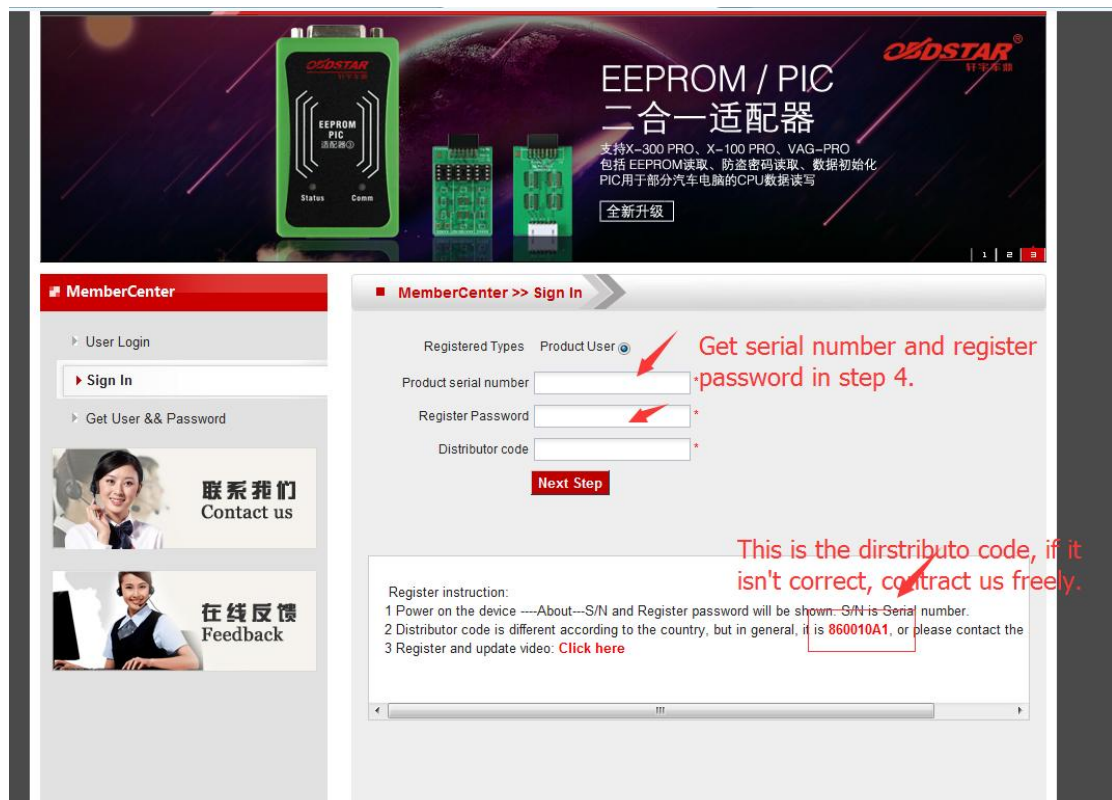 OBDSTAR®
轩宇车鼎
OBDSTAR
轩宇车鼎
EEPROM
PIC
适配器③
Status Comm
EEPROM / PIC
二合一适配器
支持X-300 PRO、X-100 PRO、VAG-PRO
包括 EEPROM读取、防盗密码读取、数据初始化
PIC用于部分汽车电脑的CPU数据读写
全新升级
1 2 3
MemberCenter
User Login
Sign In
Get User && Password
联系我们
Contact us
在线反馈
Feedback
MemberCenter >> Sign In
Registered Types Product User
Product serial number *
Register Password *
Distributor code *
Next Step
Get serial number and register
password in step 4.
This is the dirstributo code, if it
isn't correct, contract us freely.
Register instruction:
1 Power on the device ----About---S/N and Register password will be shown. S/N is Serial number.
2 Distributor code is different according to the country, but in general, it is 860010A1, or please contact the
3 Register and update video: Click here